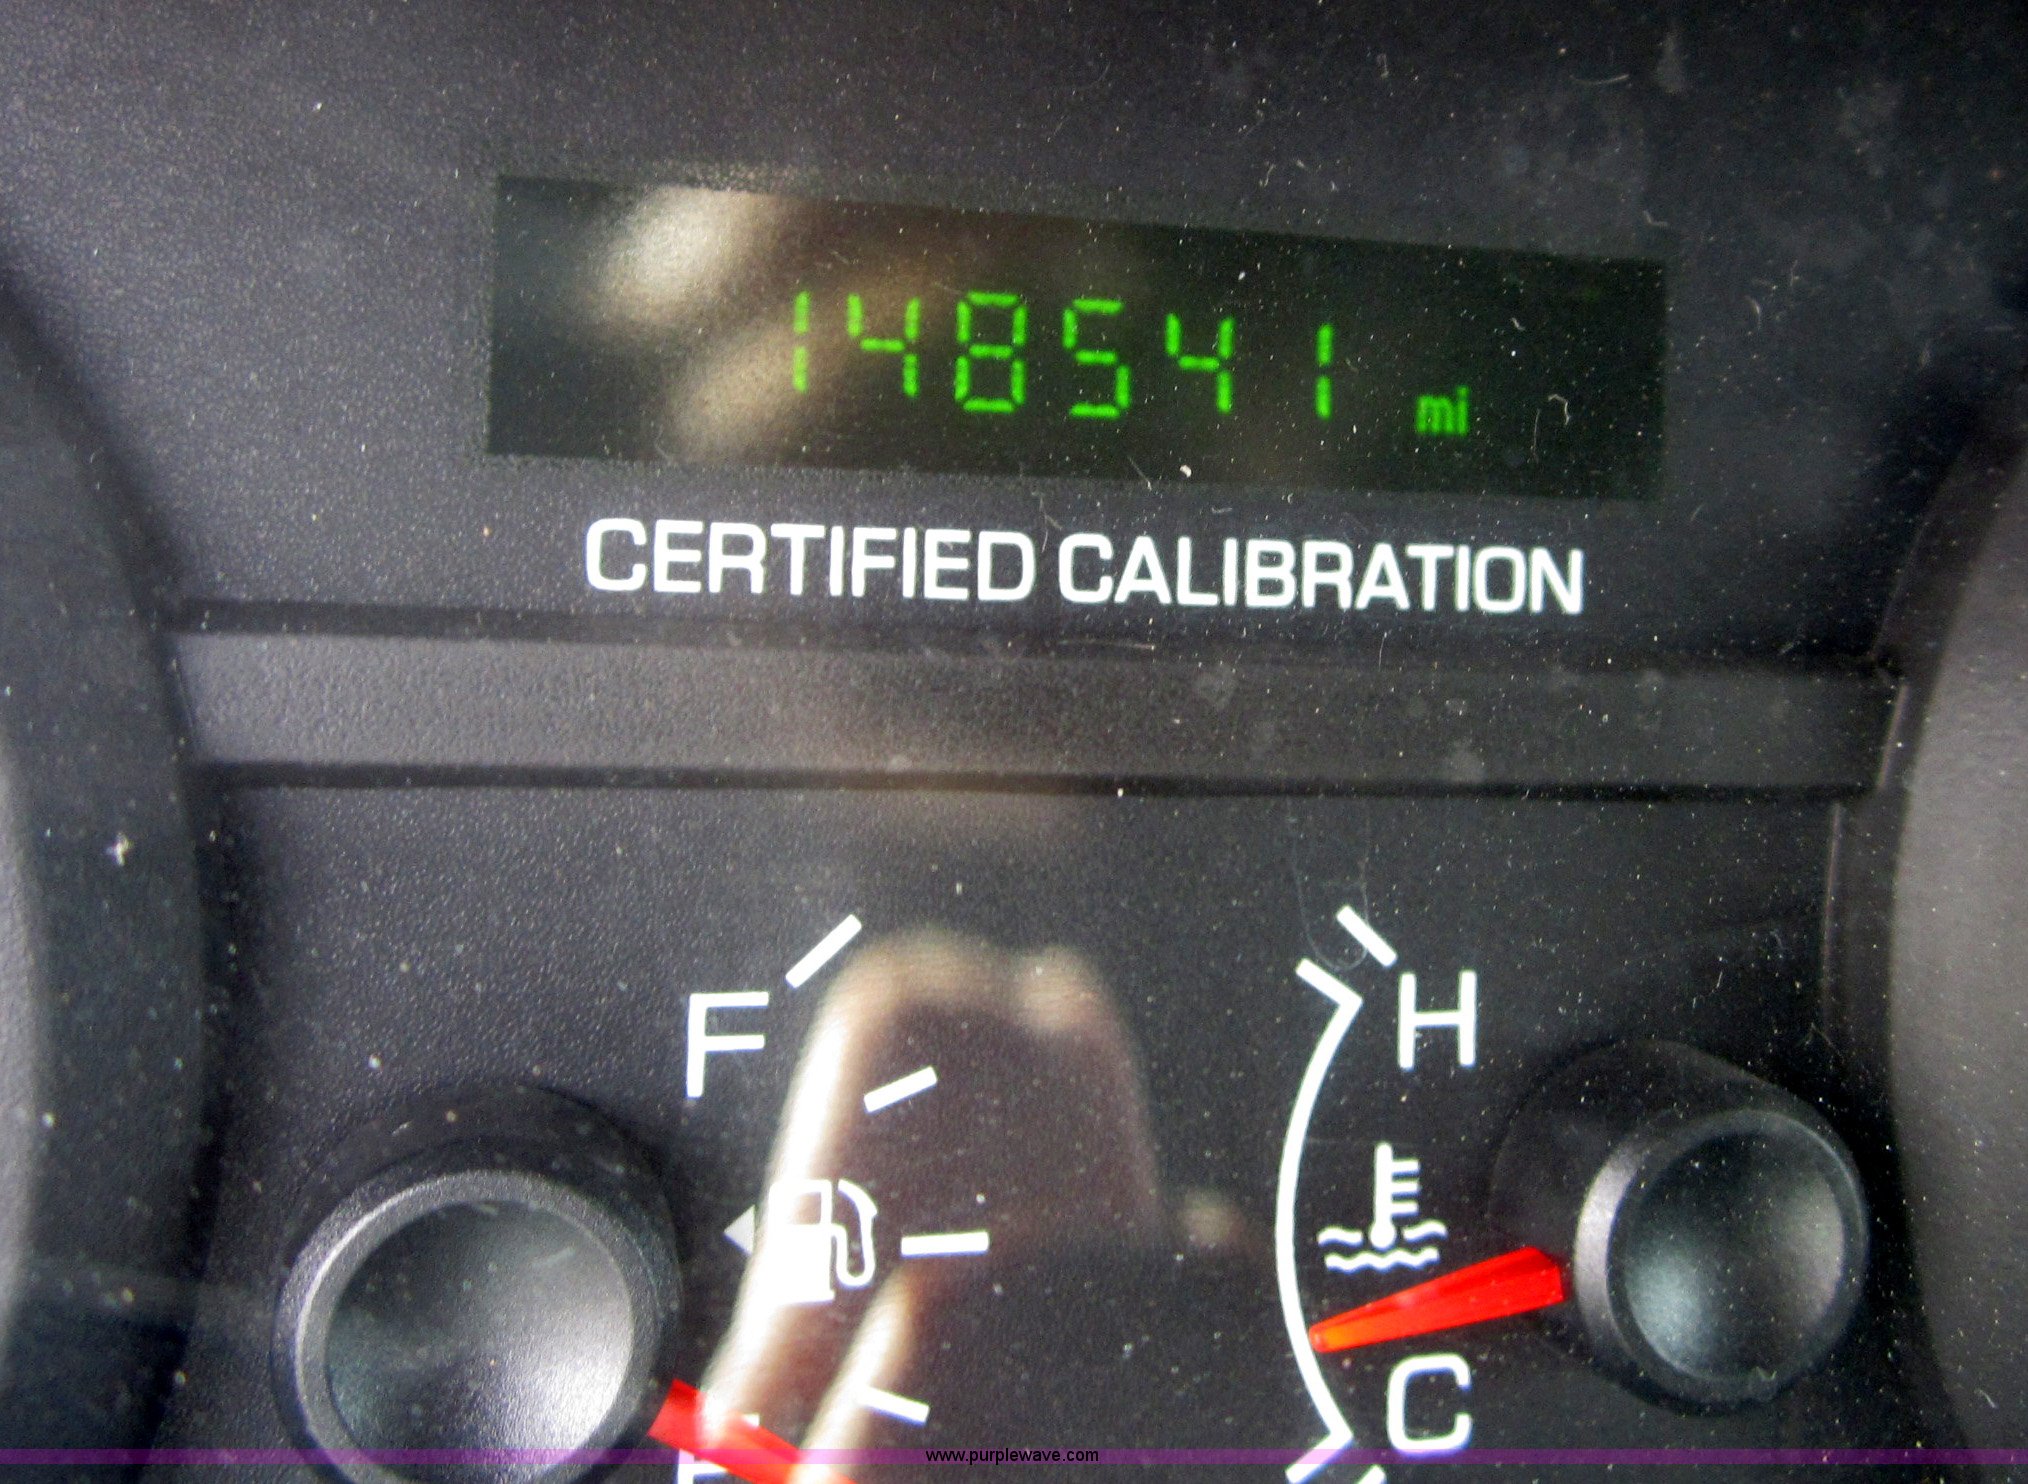 148541 mi
CERTIFIED CALIBRATION
F
H
C
E
www.purplewave.com